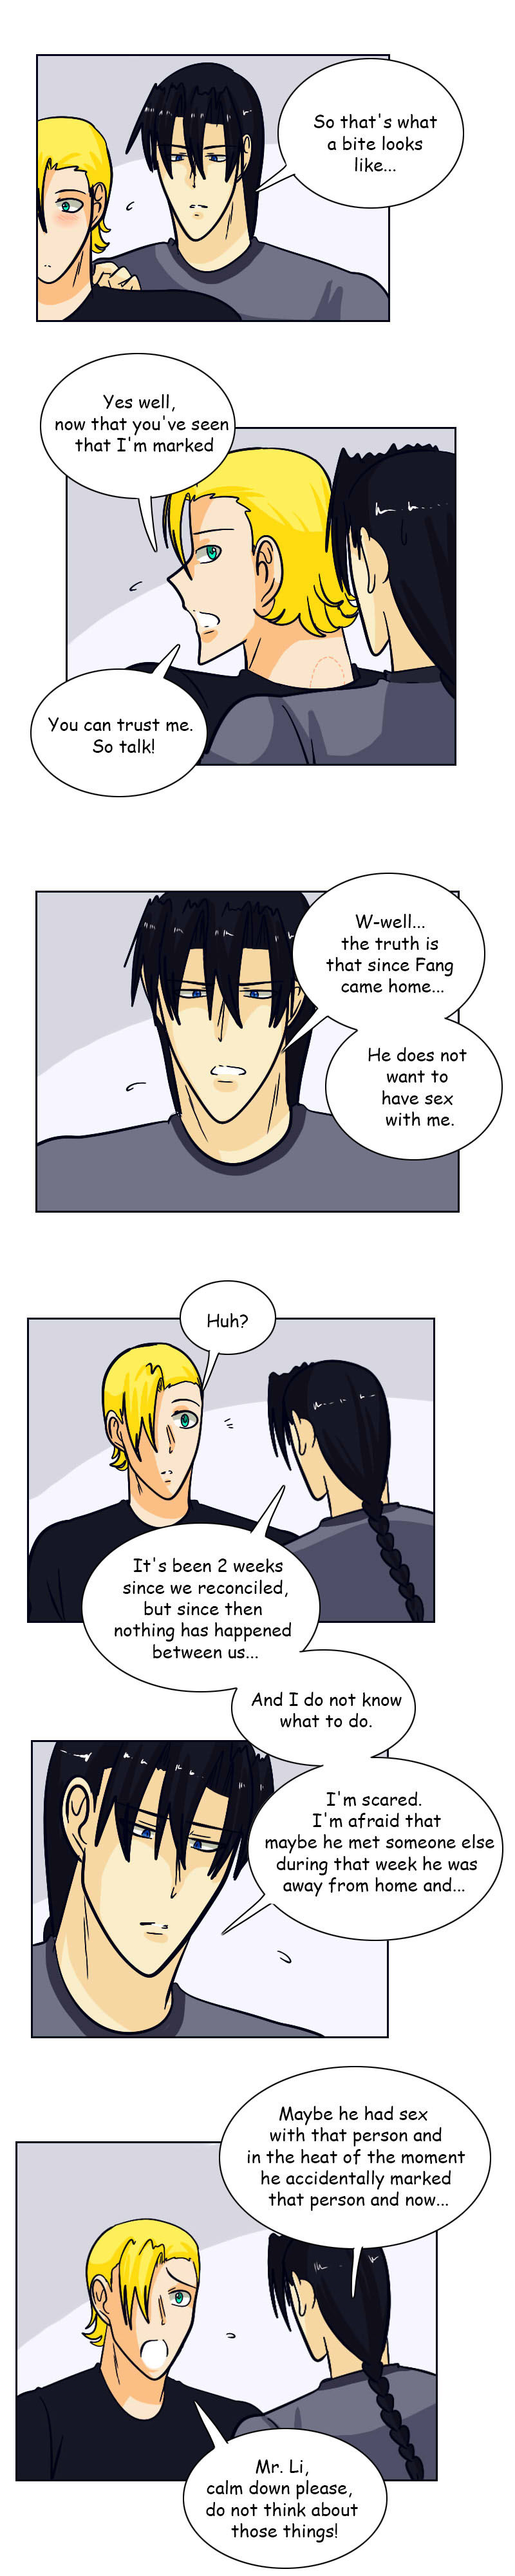 So that's what
a bite looks
like...
Yes well,
now that you've seen
that I'm marked
You can trust me.
So talk!
W-well...
the truth is
that since Fang
came home...
He does not
want to
have sex
with me.
Huh?
It's been 2 weeks
since we reconciled,
but since then
nothing has happened
between us...
And I do not know
what to do.
I'm scared.
I'm afraid that
maybe he met someone else
during that week he was
away from home and...
Maybe he had sex
with that person and
in the heat of the moment
he accidentally marked
that person and now...
Mr. Li,
calm down please,
do not think about
those things!